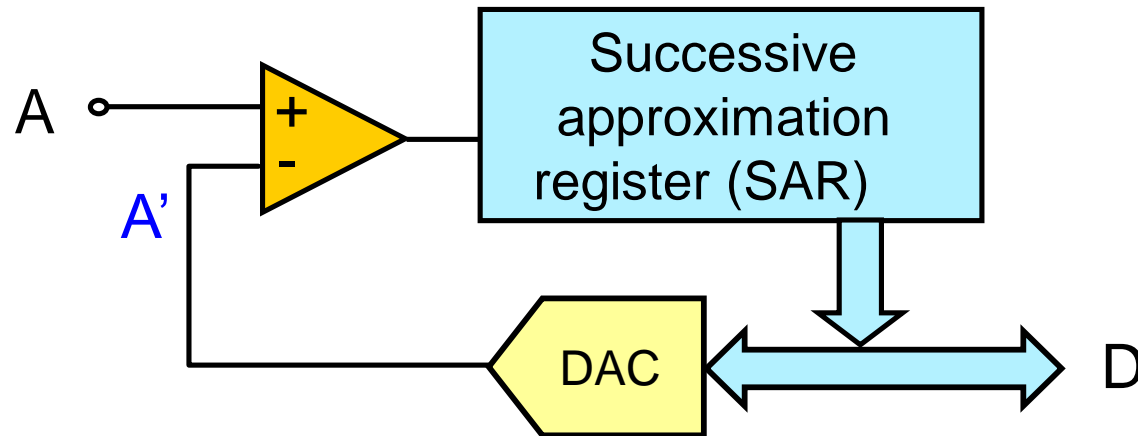 Successive
approximation
register (SAR)
A
+
-
A’
DAC
D